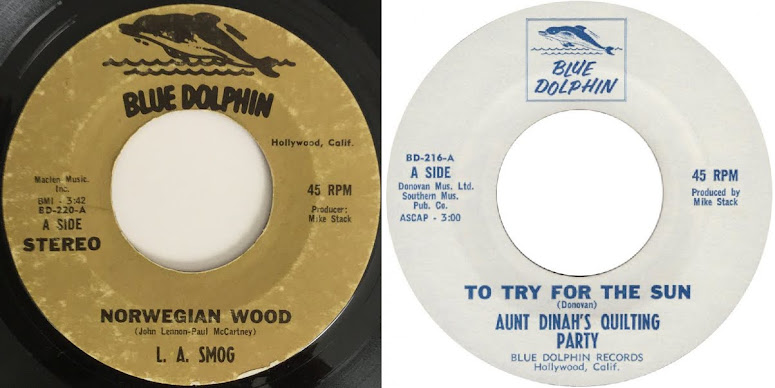 BLUE DOLPHIN
Hollywood, Calif.
Maclen Music.
Inc.
BMI - 3:42
BD-220-A
A SIDE
STEREO
45 RPM
Producer:
Mike Stack
NORWEGIAN WOOD
(John Lennon-Paul McCartney)
L. A. SMOG
BLUE
DOLPHIN
BD-216-A
A SIDE
Donovan Mus. Ltd.
Southern Mus.
Pub. Co.
ASCAP - 3:00
45 RPM
Produced by
Mike Stack
TO TRY FOR THE SUN
(Donovan)
AUNT DINAH'S QUILTING
PARTY
BLUE DOLPHIN RECORDS
Hollywood, Calif.